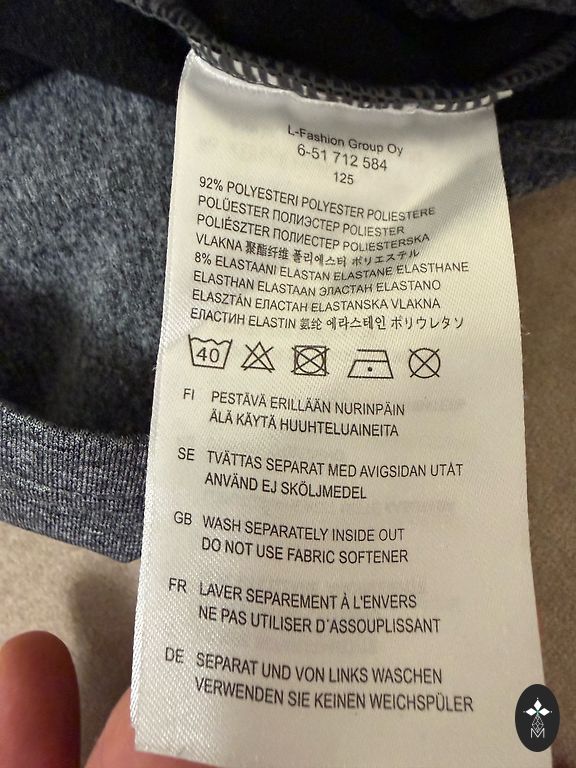 L-Fashion Group Oy
6-51 712 584
125
92% POLYESTERI POLYESTER POLIESTERE
POLÜESTER ПОЛИЭСТЕР POLIESTER
POLIÉSZTER ПОЛИЕСТЕР POLIESTERSKA
VLAKNA 聚酯纤维 폴리에스타 ポリエステル
8% ELASTAANI ELASTAN ELASTANE ELASTHANE
ELASTHAN ELASTAAN ЭЛАСТАН ELASTANO
ELASZTÁN ЕЛАСТАН ELASTANSKA VLAKNA
ЕЛАСТИН ELASTIN 氨纶 에라스테인 ポリウレタソ
40
FI PESTÄVÄ ERILLÄÄN NURINPÄIN
ÄLÄ KÄYTÄ HUUHTELUAINEITA
SE TVÄTTAS SEPARAT MED AVIGSIDAN UTÅT
ANVÄND EJ SKÖLJMEDEL
GB WASH SEPARATELY INSIDE OUT
DO NOT USE FABRIC SOFTENER
FR LAVER SEPAREMENT À L'ENVERS
NE PAS UTILISER D'ASSOUPLISSANT
DE SEPARAT UND VON LINKS WASCHEN
VERWENDEN SIE KEINEN WEICHSPÜLER
M